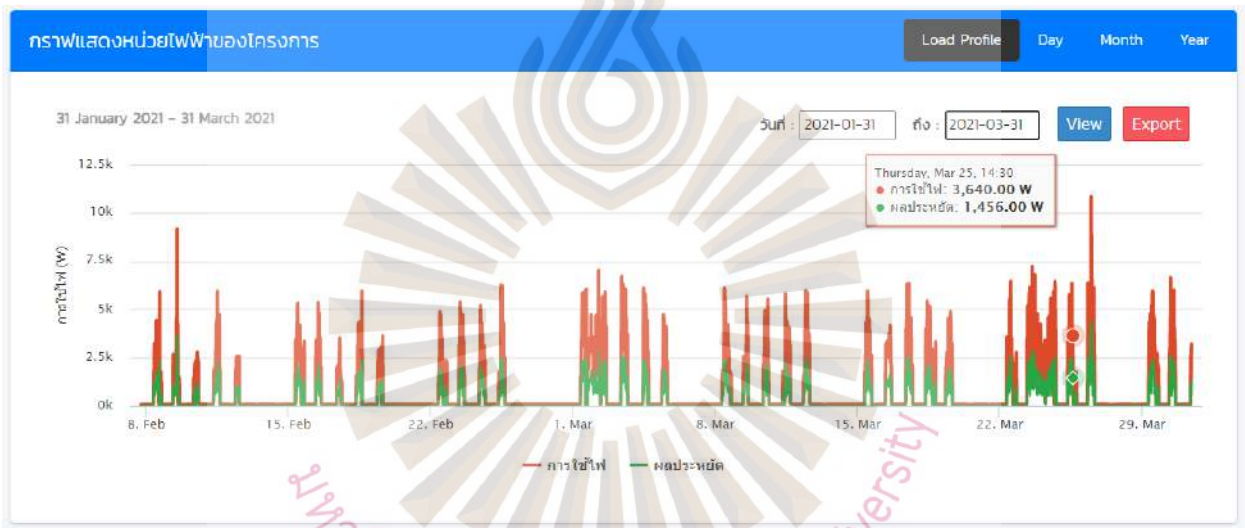 กราฟแสดงหน่วยไฟฟ้าของโครงการ
Load Profile Day Month Year
31 January 2021 – 31 March 2021
วันที่ : 2021-01-31 ถึง : 2021-03-31 View Export
Thursday, Mar 25, 14:30
การใช้ไฟ: 3,640.00 W
ผลประหยัด: 1,456.00 W
การใช้ไฟ (W)
12.5k
10k
7.5k
5k
2.5k
0k
8. Feb 15. Feb 22. Feb 1. Mar 8. Mar 15. Mar 22. Mar 29. Mar
การใช้ไฟ ผลประหยัด